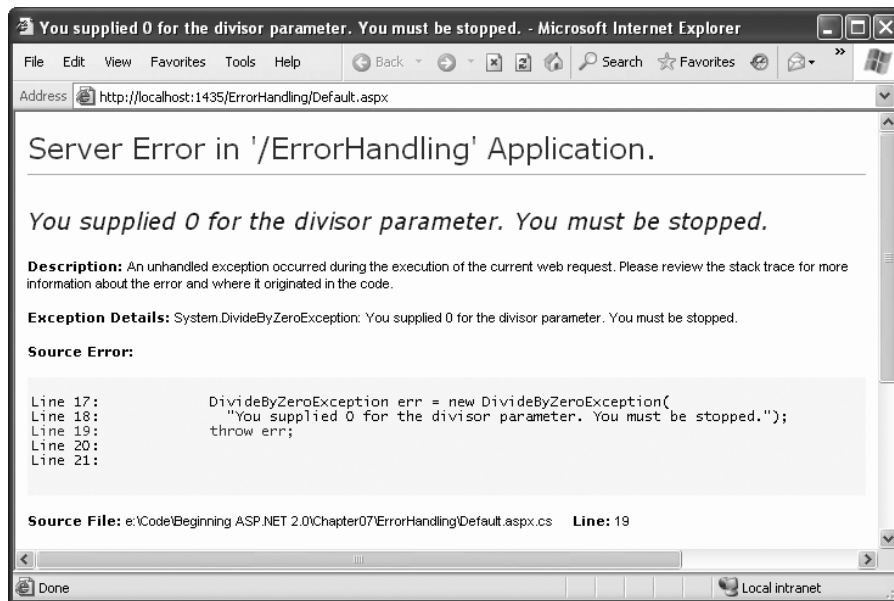 You supplied 0 for the divisor parameter. You must be stopped. - Microsoft Internet Explorer
File Edit View Favorites Tools Help Back Search Favorites »
Address http://localhost:1435/ErrorHandling/Default.aspx
Server Error in '/ErrorHandling' Application.
You supplied 0 for the divisor parameter. You must be stopped.
Description: An unhandled exception occurred during the execution of the current web request. Please review the stack trace for more
information about the error and where it originated in the code.
Exception Details: System.DivideByZeroException: You supplied 0 for the divisor parameter. You must be stopped.
Source Error:
Line 17: DivideByZeroException err = new DivideByZeroException(
Line 18: "You supplied 0 for the divisor parameter. You must be stopped.");
Line 19: throw err;
Line 20:
Line 21:
Source File: e:\Code\Beginning ASP.NET 2.0\Chapter07\ErrorHandling\Default.aspx.cs Line: 19
Done Local intranet